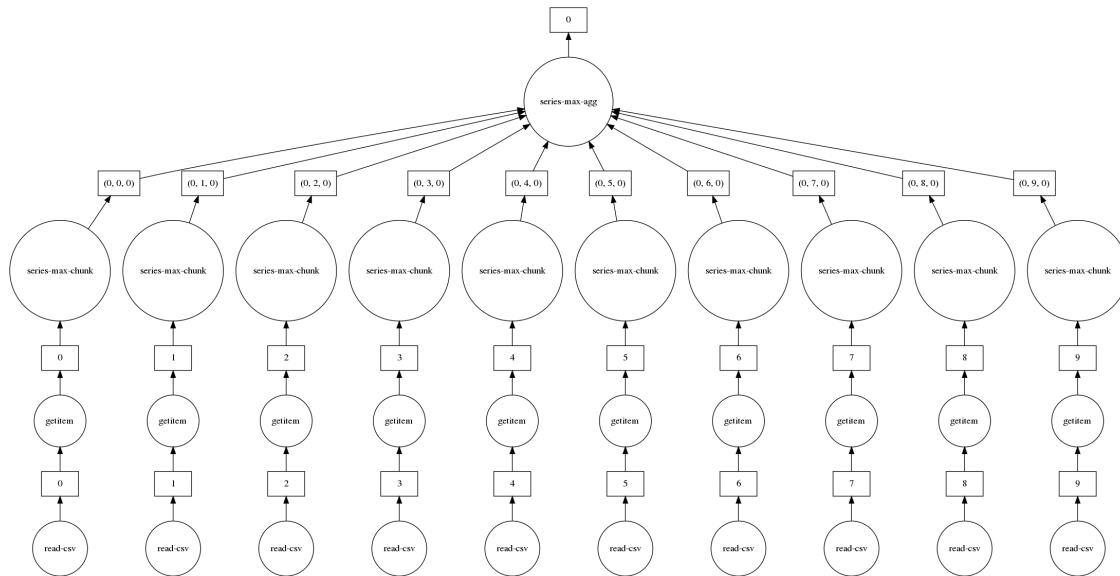 0
series-max-agg
(0, 0, 0) (0, 1, 0) (0, 2, 0) (0, 3, 0) (0, 4, 0) (0, 5, 0) (0, 6, 0) (0, 7, 0) (0, 8, 0) (0, 9, 0)
series-max-chunk series-max-chunk series-max-chunk series-max-chunk series-max-chunk series-max-chunk series-max-chunk series-max-chunk series-max-chunk series-max-chunk
0 1 2 3 4 5 6 7 8 9
getitem getitem getitem getitem getitem getitem getitem getitem getitem getitem
0 1 2 3 4 5 6 7 8 9
read-csv read-csv read-csv read-csv read-csv read-csv read-csv read-csv read-csv read-csv